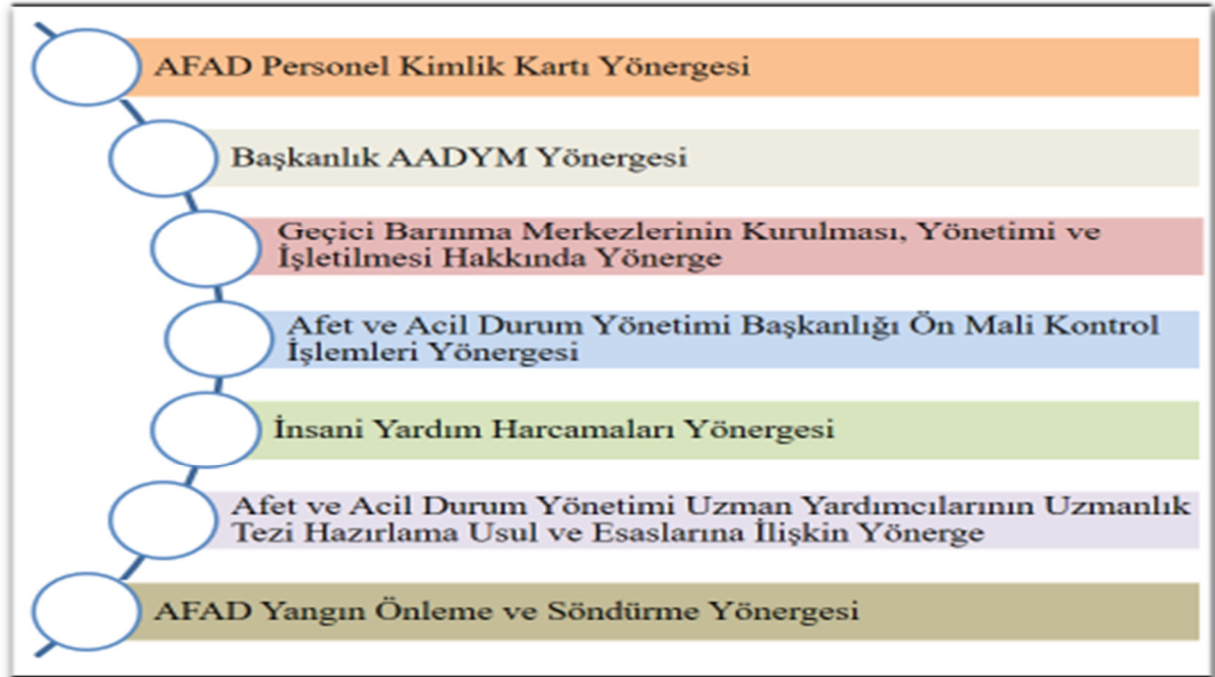 AFAD Personel Kimlik Kartı Yönergesi
Başkanlık AADYM Yönergesi
Geçici Barınma Merkezlerinin Kurulması, Yönetimi ve
İşletilmesi Hakkında Yönerge
Afet ve Acil Durum Yönetimi Başkanlığı Ön Mali Kontrol
İşlemleri Yönergesi
İnsani Yardım Harcamaları Yönergesi
Afet ve Acil Durum Yönetimi Uzman Yardımcılarının Uzmanlık
Tezi Hazırlama Usul ve Esaslarına İlişkin Yönerge
AFAD Yangın Önleme ve Söndürme Yönergesi